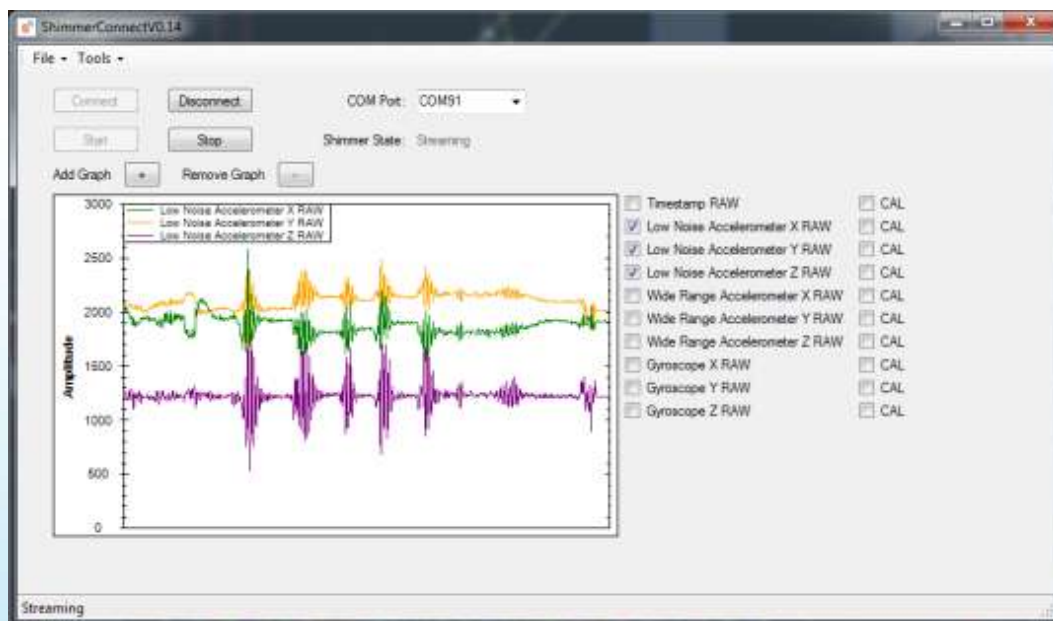 ShimmerConnectV0.14
File Tools
Connect Disconnect COM Port: COM91
Start Stop Shimmer State: Streaming
Add Graph + Remove Graph -
3000
2500
2000
1500
1000
500
0
Amplitude
Low Noise Accelerometer X RAW
Low Noise Accelerometer Y RAW
Low Noise Accelerometer Z RAW
Timestamp RAW CAL
Low Noise Accelerometer X RAW CAL
Low Noise Accelerometer Y RAW CAL
Low Noise Accelerometer Z RAW CAL
Wide Range Accelerometer X RAW CAL
Wide Range Accelerometer Y RAW CAL
Wide Range Accelerometer Z RAW CAL
Gyroscope X RAW CAL
Gyroscope Y RAW CAL
Gyroscope Z RAW CAL
Streaming